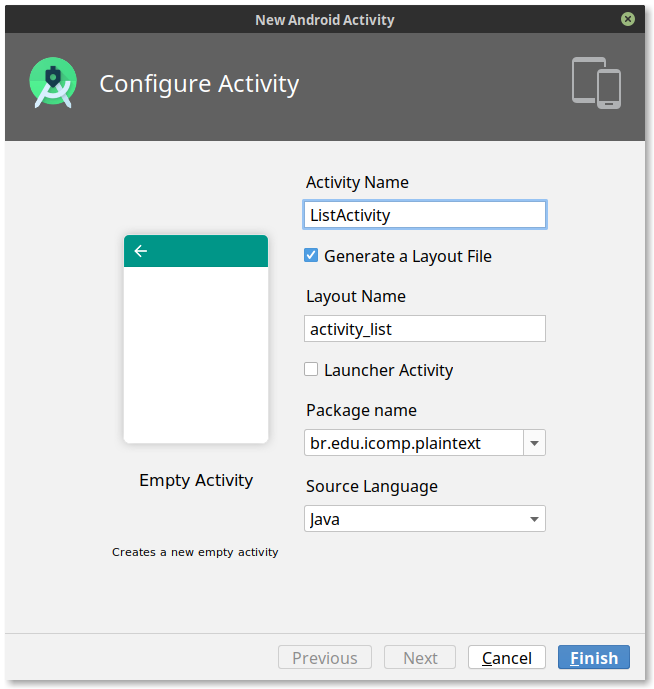 New Android Activity
Configure Activity
Activity Name
ListActivity
Generate a Layout File
Layout Name
activity_list
Launcher Activity
Package name
br.edu.icomp.plaintext
Source Language
Java
Empty Activity
Creates a new empty activity
Previous
Next
Cancel
Finish